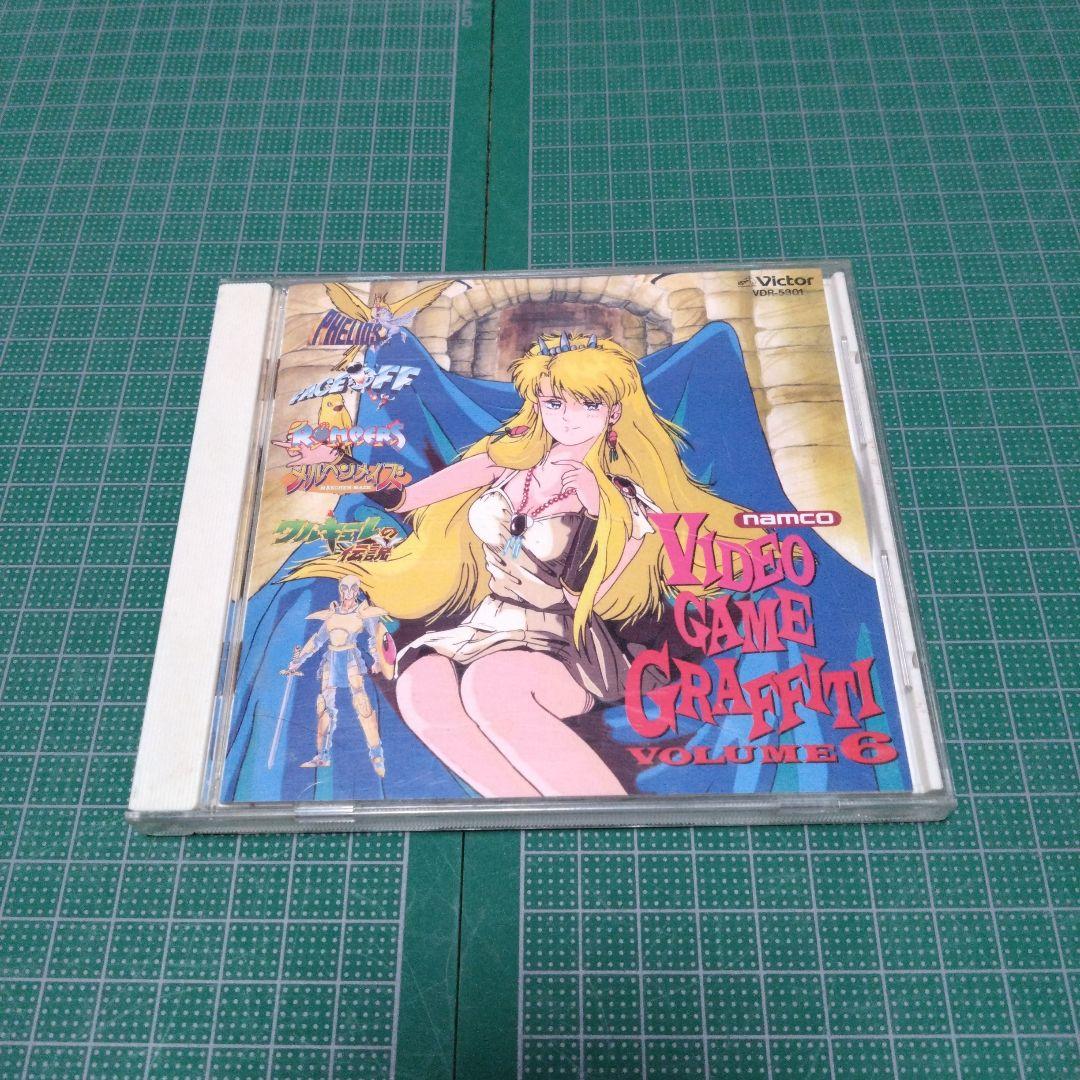 Victor
VDR-5301
PHELIOS
FACE OFF
ROMPERS
メルヘンメイズ
MARCHEN MAZE
ワルキューレの
伝説
namco
VIDEO
GAME
GRAFFITI
VOLUME 6